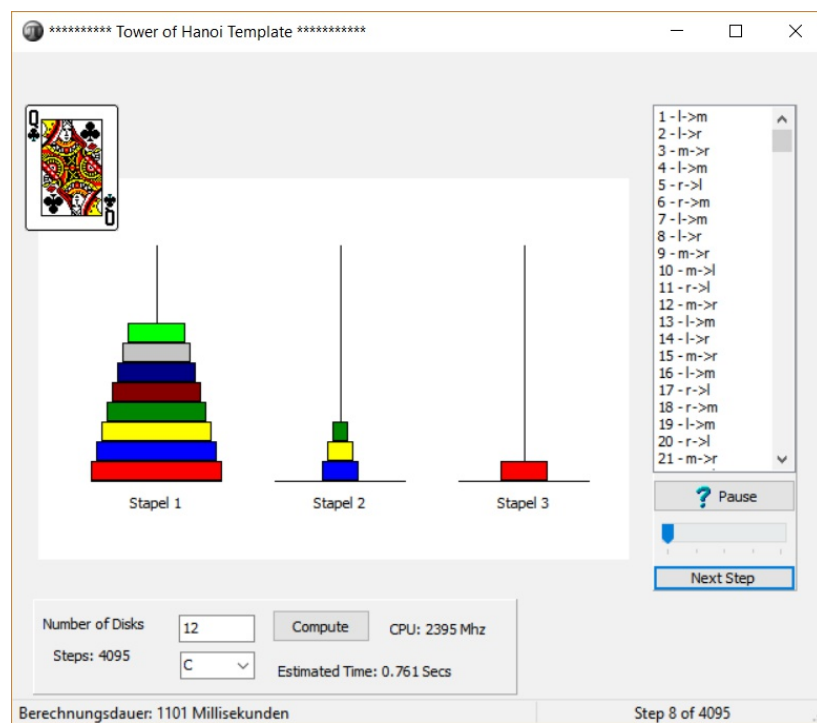 ********** Tower of Hanoi Template ***********
Q
Q
1 - l->m
2 - l->r
3 - m->r
4 - l->m
5 - r->l
6 - r->m
7 - l->m
8 - l->r
9 - m->r
10 - m->l
11 - r->l
12 - m->r
13 - l->m
14 - l->r
15 - m->r
16 - l->m
17 - r->l
18 - r->m
19 - l->m
20 - r->l
21 - m->r
Stapel 1
Stapel 2
Stapel 3
? Pause
Next Step
Number of Disks
12
Compute
CPU: 2395 Mhz
Steps: 4095
C
Estimated Time: 0.761 Secs
Berechnungsdauer: 1101 Millisekunden
Step 8 of 4095